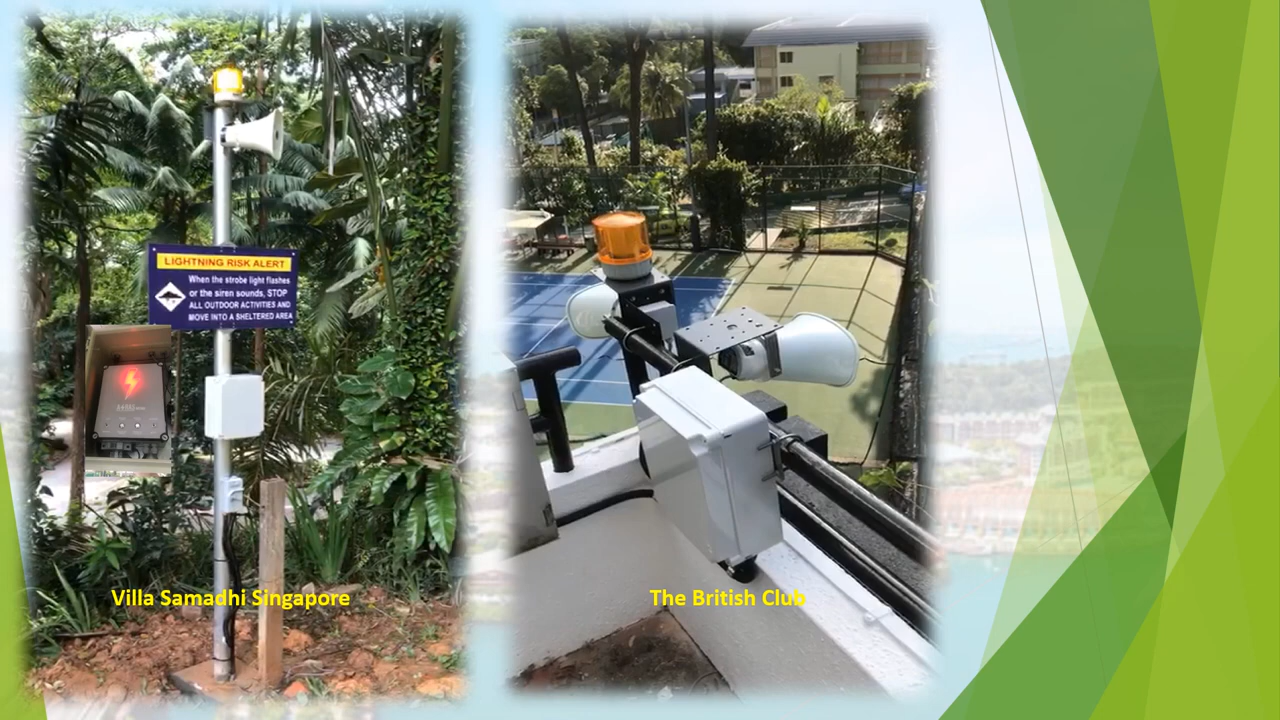 LIGHTNING RISK ALERT
When the strobe light flashes
or the siren sounds, STOP
ALL OUTDOOR ACTIVITIES AND
MOVE INTO A SHELTERED AREA
Villa Samadhi Singapore
The British Club